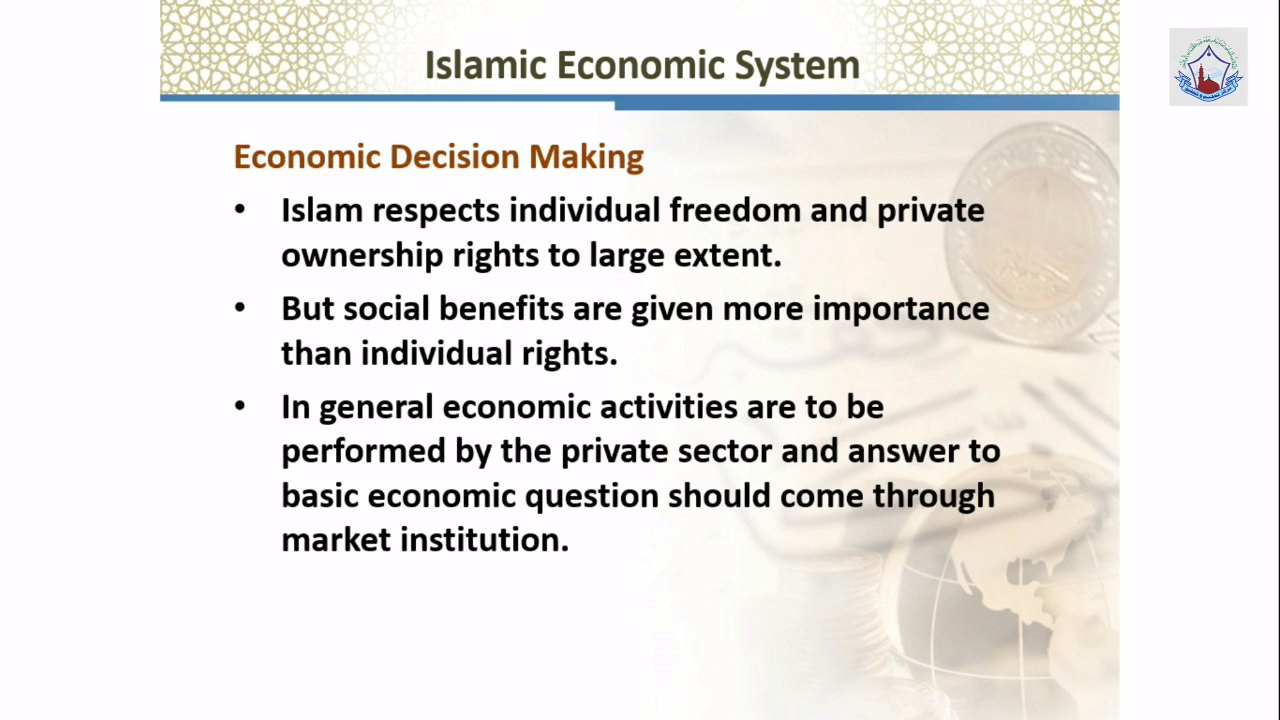 Islamic Economic System
Economic Decision Making
• Islam respects individual freedom and private
ownership rights to large extent.
• But social benefits are given more importance
than individual rights.
• In general economic activities are to be
performed by the private sector and answer to
basic economic question should come through
market institution.